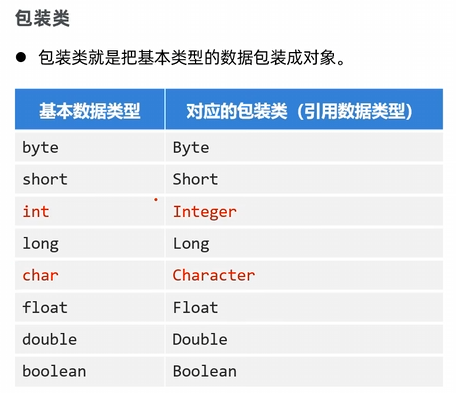 包装类
● 包装类就是把基本类型的数据包装成对象。
基本数据类型 对应的包装类（引用数据类型）
byte Byte
short Short
int Integer
long Long
char Character
float Float
double Double
boolean Boolean